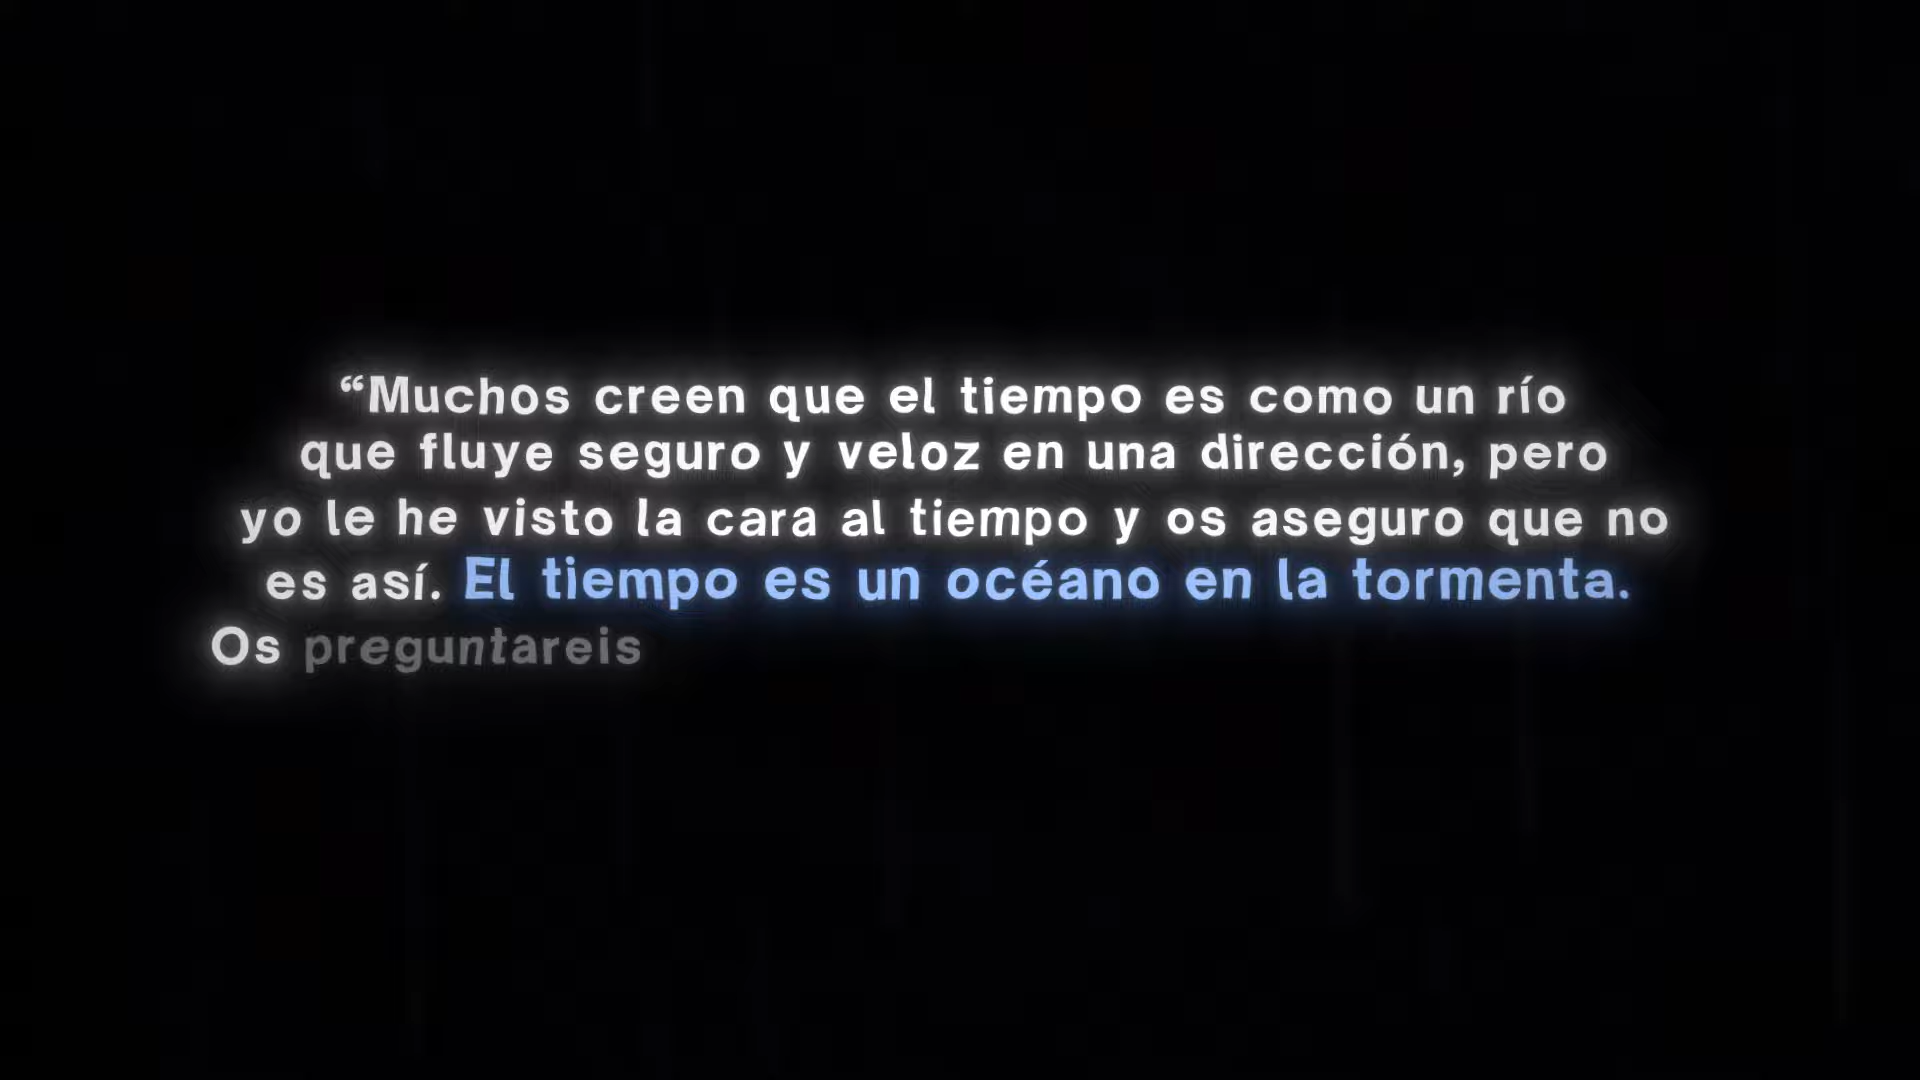 “Muchos creen que el tiempo es como un río
que fluye seguro y veloz en una dirección, pero
yo le he visto la cara al tiempo y os aseguro que no
es así. El tiempo es un océano en la tormenta.
Os preguntareis